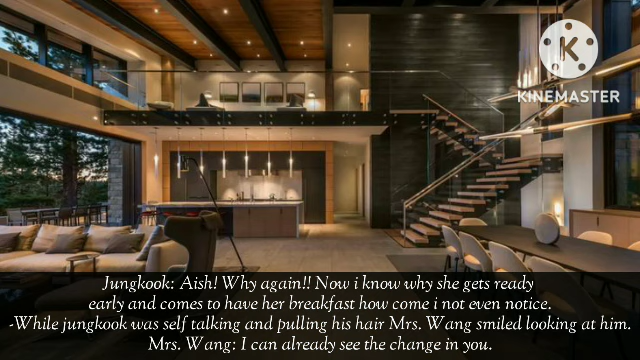 KINEMASTER
Jungkook: Aish! Why again!! Now i know why she gets ready
early and comes to have her breakfast how come i not even notice.
-While jungkook was self talking and pulling his hair Mrs. Wang smiled looking at him.
Mrs. Wang: I can already see the change in you.